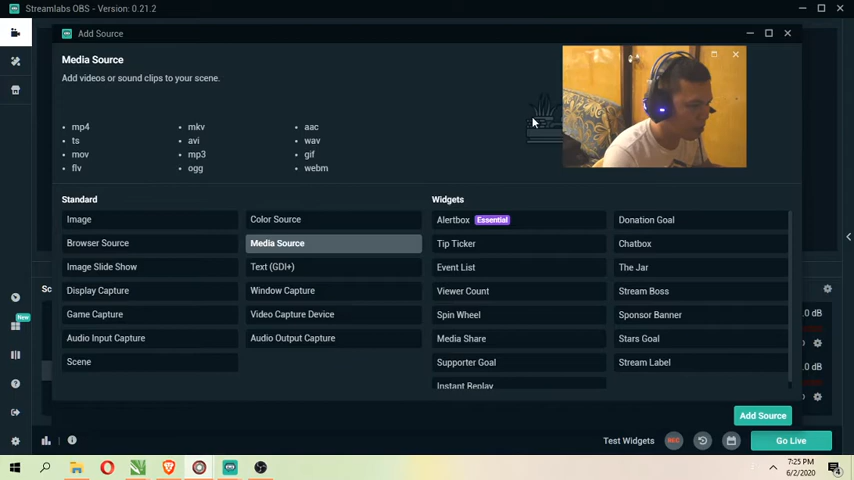 Streamlabs OBS - Version: 0.21.2
Add Source
Media Source
Add videos or sound clips to your scene.
mp4 mkv aac
ts avi wav
mov mp3 gif
flv ogg webm
Standard Widgets
Image Color Source Alertbox Essential Donation Goal
Browser Source Media Source Tip Ticker Chatbox
Image Slide Show Text (GDI+) Event List The Jar
Display Capture Window Capture Viewer Count Stream Boss
Game Capture Video Capture Device Spin Wheel Sponsor Banner
Audio Input Capture Audio Output Capture Media Share Stars Goal
Scene Supporter Goal Stream Label
Instant Replay
New
Sc
.0 dB
.0 dB
Add Source
Test Widgets REC Go Live
7:25 PM
6/2/2020
4